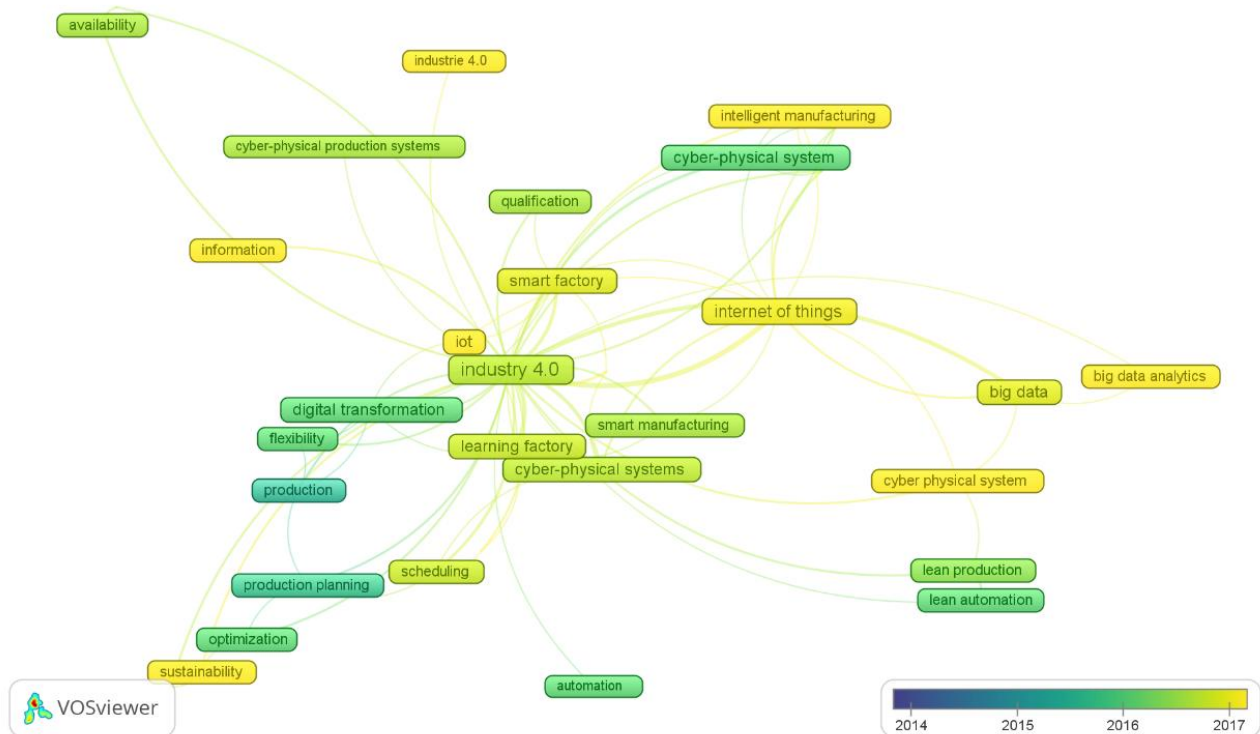 availability
industrie 4.0
intelligent manufacturing
cyber-physical production systems
cyber-physical system
qualification
information
smart factory
internet of things
iot
industry 4.0
big data analytics
big data
digital transformation
smart manufacturing
flexibility
learning factory
cyber-physical systems
production
cyber physical system
scheduling
lean production
production planning
lean automation
optimization
sustainability
automation
VOSviewer
2014 2015 2016 2017